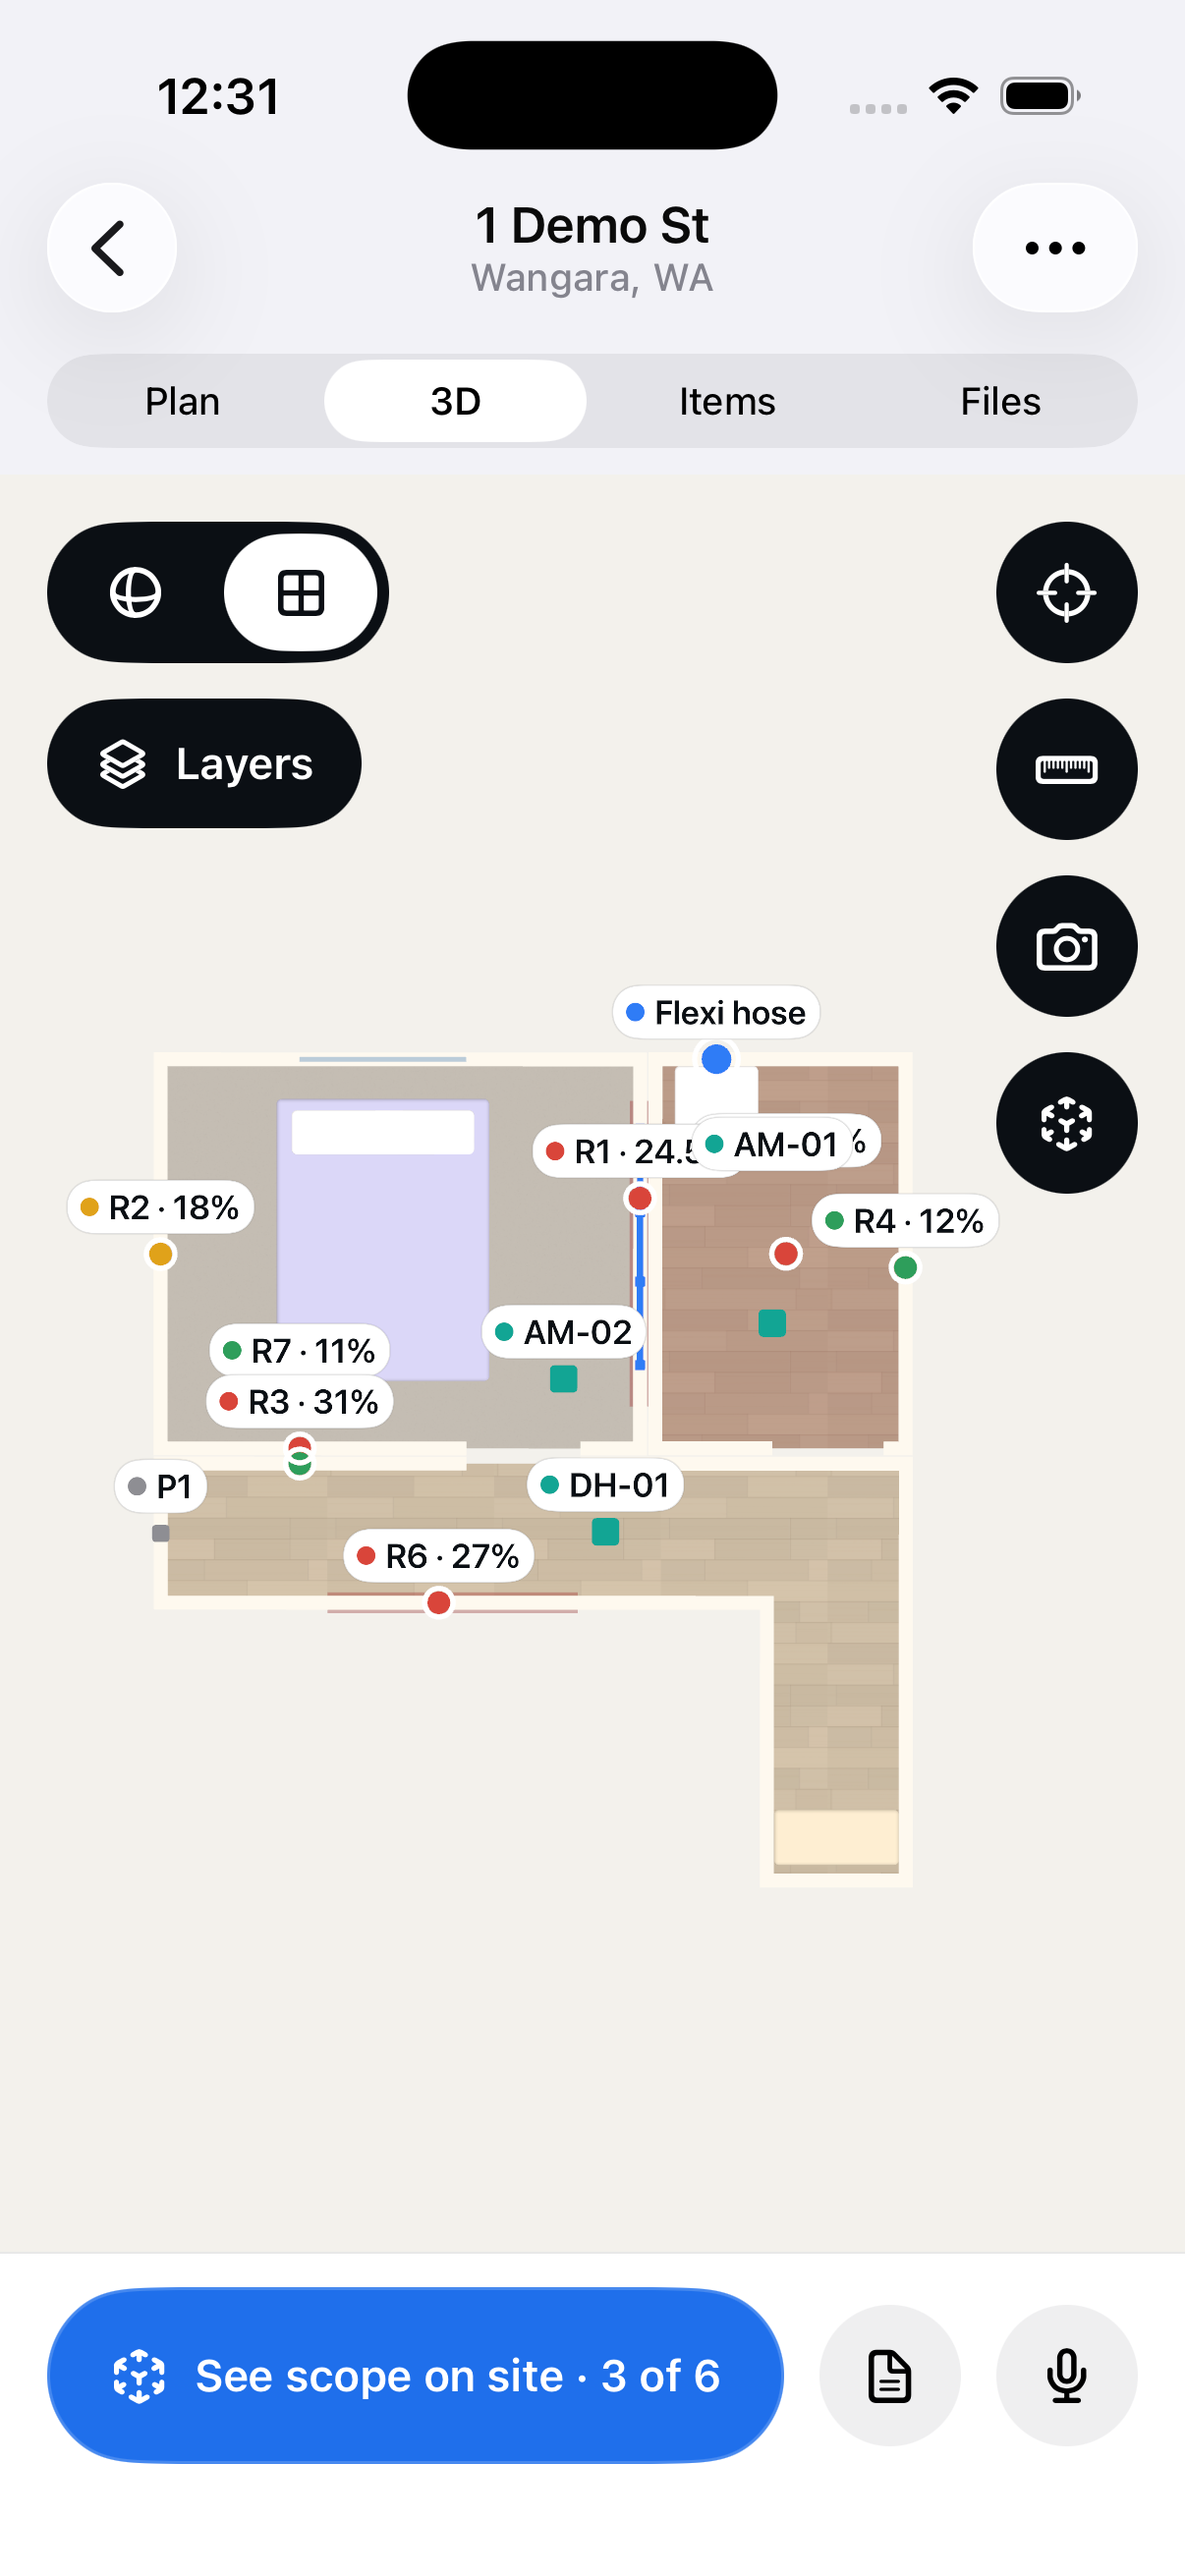 12:31
1 Demo St
Wangara, WA
Plan
3D
Items
Files
Layers
Flexi hose
R1 · 24.5
AM-01
%
R2 · 18%
R4 · 12%
AM-02
R7 · 11%
R3 · 31%
P1
DH-01
R6 · 27%
See scope on site · 3 of 6